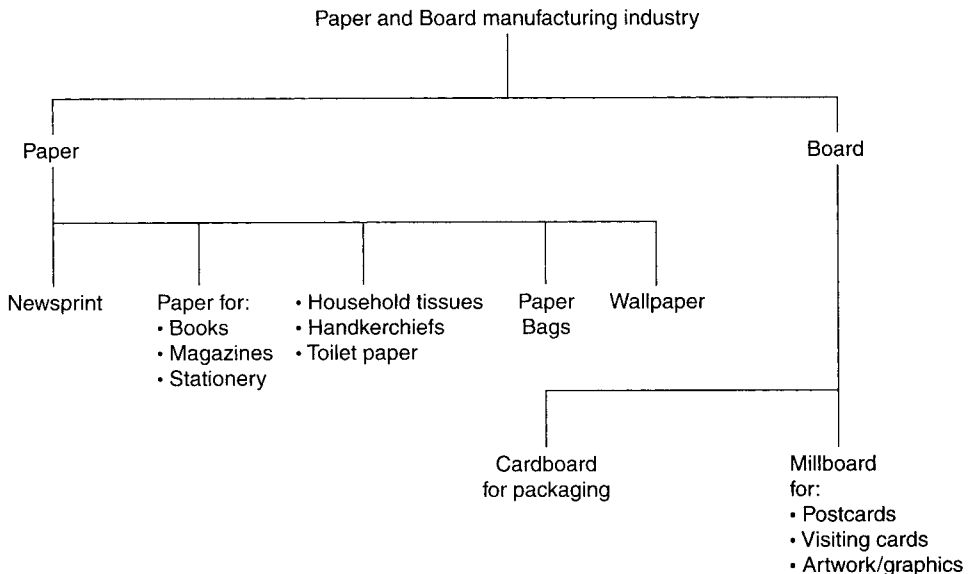 Paper and Board manufacturing industry
Paper
Board
Newsprint
Paper for:
• Books
• Magazines
• Stationery
• Household tissues
• Handkerchiefs
• Toilet paper
Paper
Bags
Wallpaper
Cardboard
for packaging
Millboard
for:
• Postcards
• Visiting cards
• Artwork/graphics